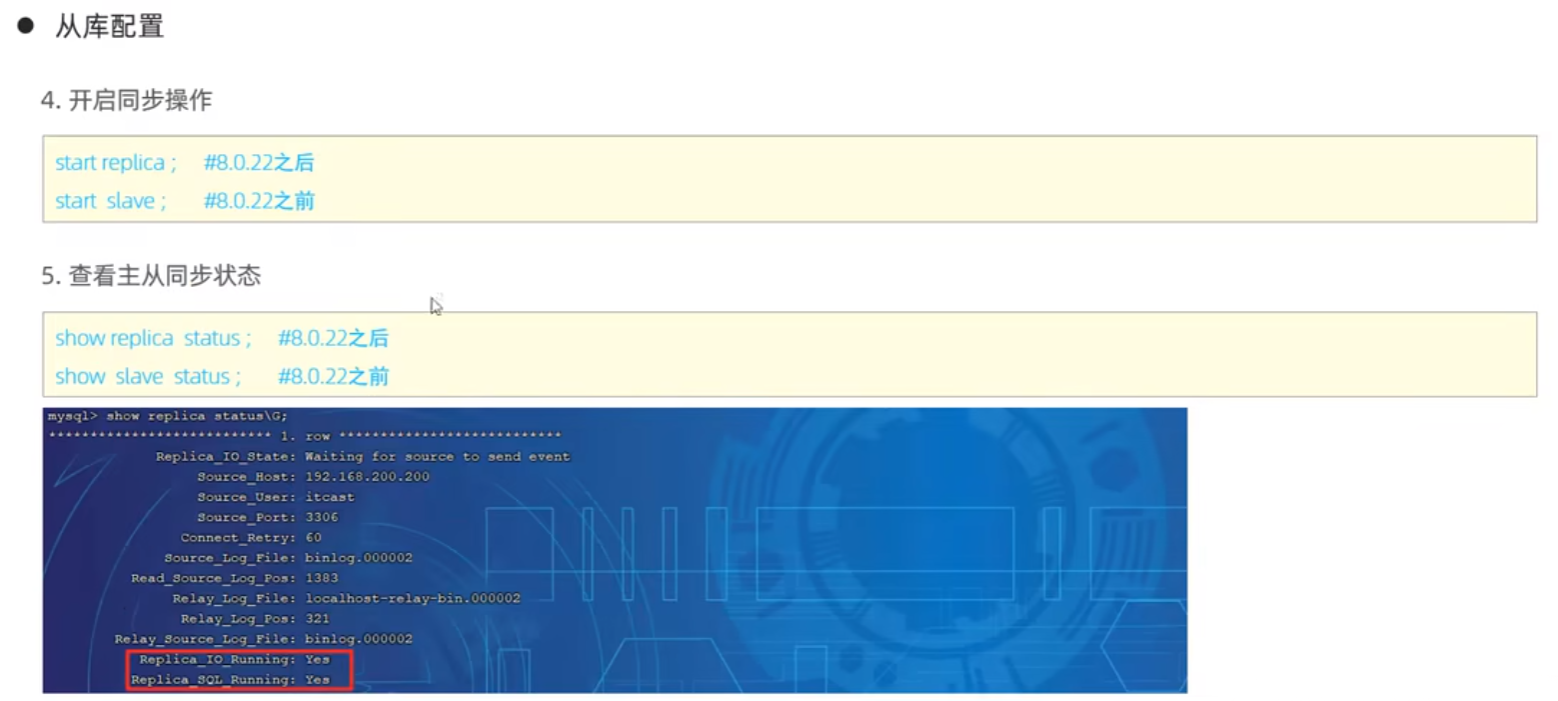 ● 从库配置
4. 开启同步操作
start replica ; #8.0.22之后
start slave ; #8.0.22之前
5. 查看主从同步状态
show replica status ; #8.0.22之后
show slave status ; #8.0.22之前
mysql> show replica status\G;
*************************** 1. row ***************************
Replica_IO_State: Waiting for source to send event
Source_Host: 192.168.200.200
Source_User: itcast
Source_Port: 3306
Connect_Retry: 60
Source_Log_File: binlog.000002
Read_Source_Log_Pos: 1383
Relay_Log_File: localhost-relay-bin.000002
Relay_Log_Pos: 321
Relay_Source_Log_File: binlog.000002
Replica_IO_Running: Yes
Replica_SQL_Running: Yes